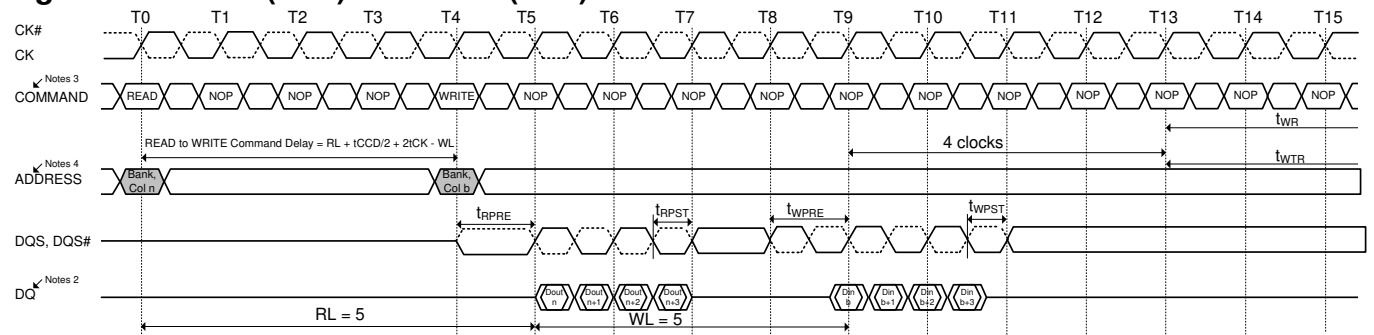 T0 T1 T2 T3 T4 T5 T6 T7 T8 T9 T10 T11 T12 T13 T14 T15
CK#
CK
Notes 3
COMMAND READ NOP NOP NOP WRITE NOP NOP NOP NOP NOP NOP NOP NOP NOP NOP NOP
tWR
READ to WRITE Command Delay = RL + tCCD/2 + 2tCK - WL
4 clocks
tWTR
Notes 4
ADDRESS
Bank, Col n
Bank, Col b
tRPRE tRPST tWPRE tWPST
DQS, DQS#
Notes 2
DQ
Dout n
Dout n+1
Dout n+2
Dout n+3
Din b
Din b+1
Din b+2
Din b+3
RL = 5 WL = 5